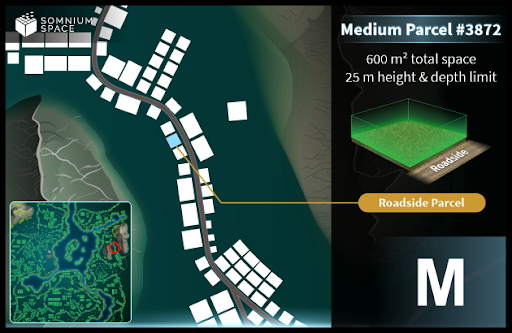 SOMNIUM
SPACE
Medium Parcel #3872
600 m² total space
25 m height & depth limit
Roadside
Roadside Parcel
M